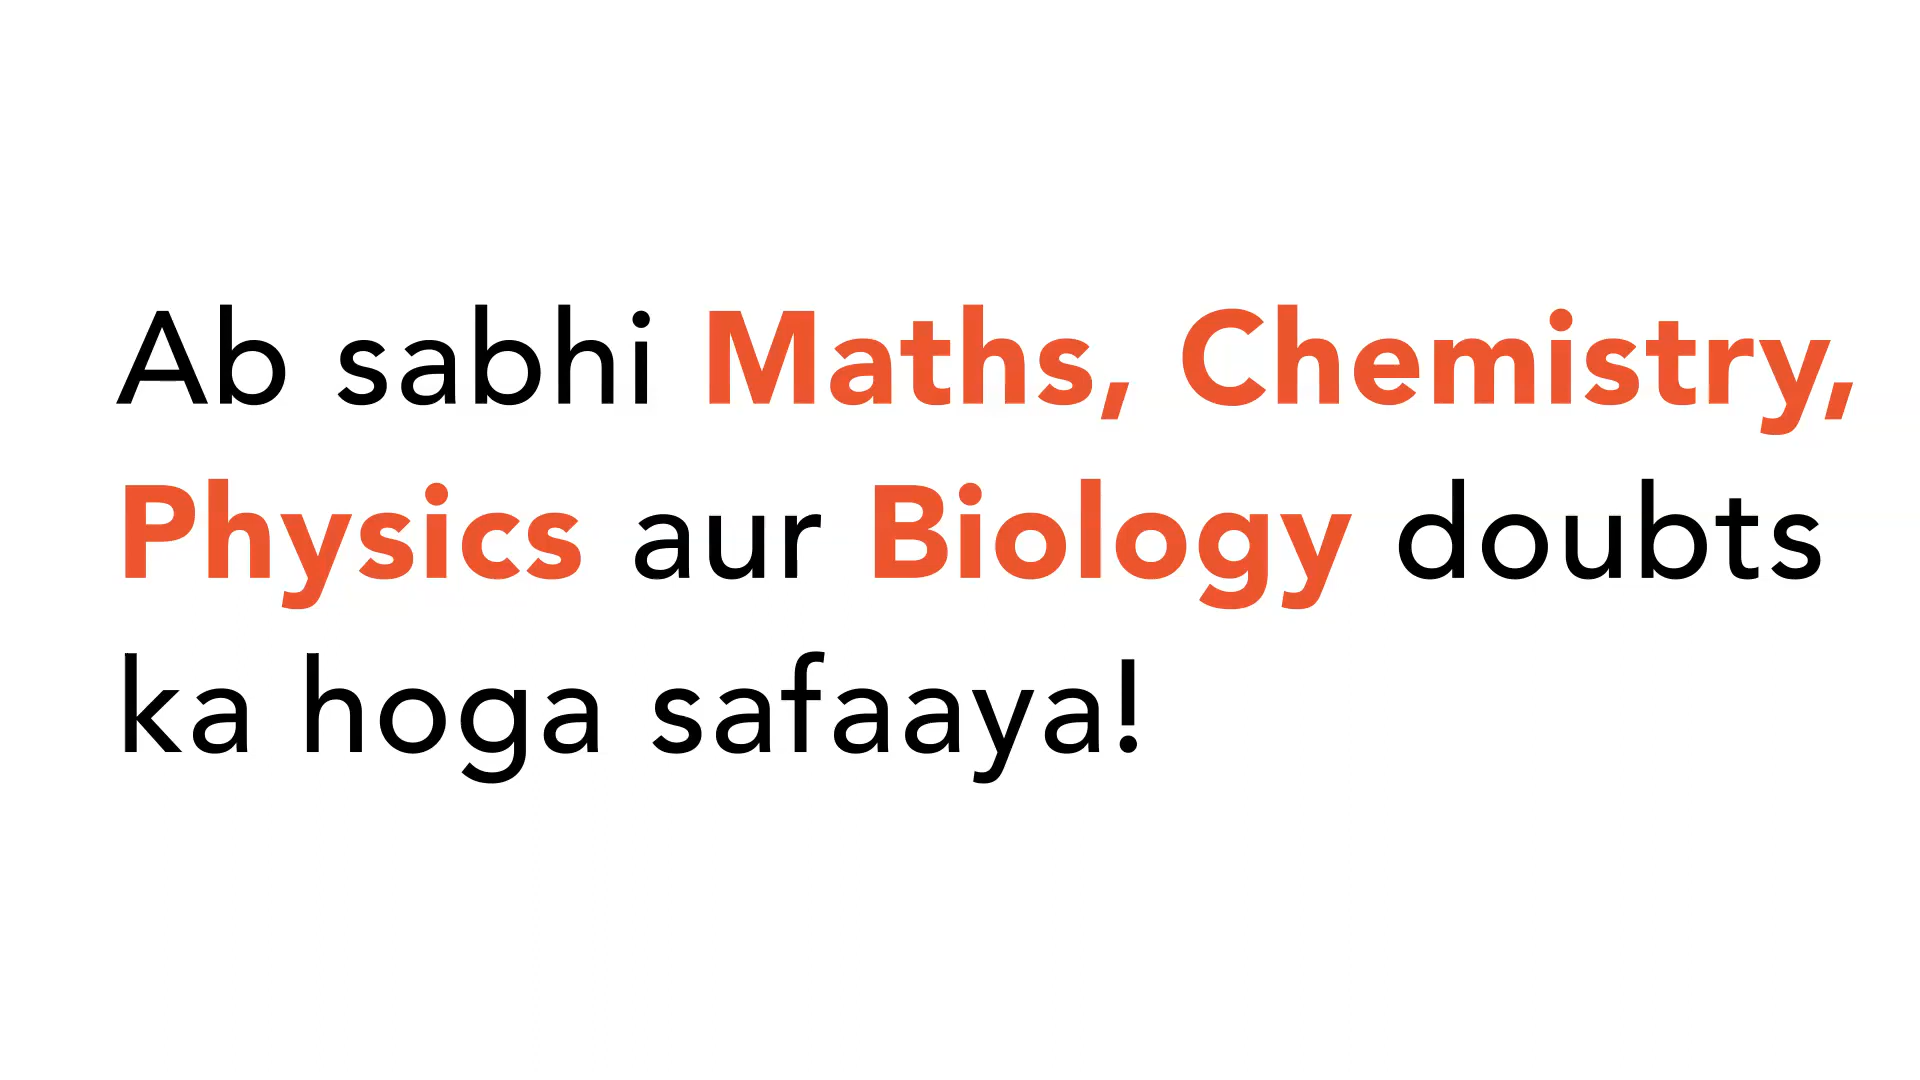 Ab sabhi Maths, Chemistry,
Physics aur Biology doubts
ka hoga safaaya!